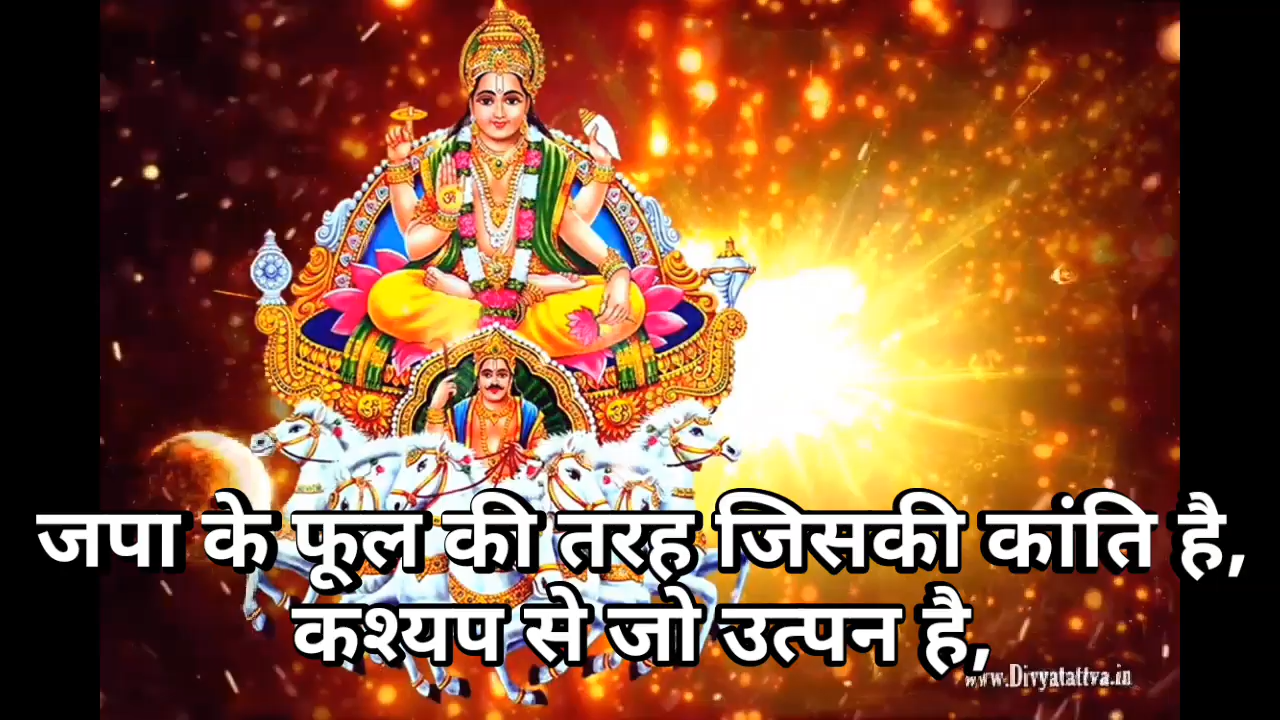 जपा के फूल की तरह जिसकी कांति है,
कश्यप से जो उत्पन है,
www.Divyatattva.in